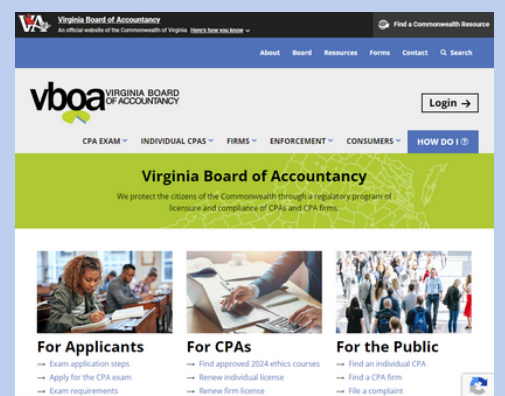 Virginia Board of Accountancy
An official website of the Commonwealth of Virginia Here's how you know
Find a Commonwealth Resource
About Board Resources Forms Contact Search
vboa VIRGINIA BOARD
OF ACCOUNTANCY
Login →
CPA EXAM INDIVIDUAL CPAS FIRMS ENFORCEMENT CONSUMERS HOW DO I
Virginia Board of Accountancy
We protect the citizens of the Commonwealth through a regulatory program of
licensure and compliance of CPAs and CPA firms.
For Applicants
→ Exam application steps
→ Apply for the CPA exam
→ Exam requirements
For CPAs
→ Find approved 2024 ethics courses
→ Renew individual license
→ Renew firm license
For the Public
→ Find an individual CPA
→ Find a CPA firm
→ File a complaint